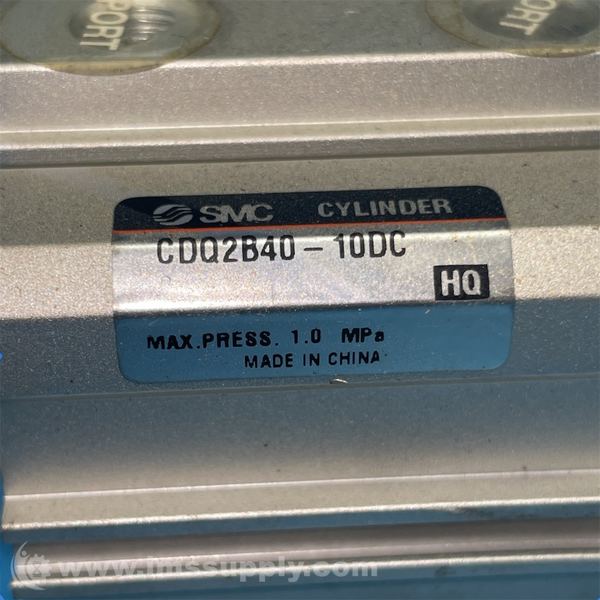 PORT PORT
SMC CYLINDER
CDQ2B40-10DC
HQ
MAX.PRESS. 1.0 MPa
MADE IN CHINA
www.imssupply.com